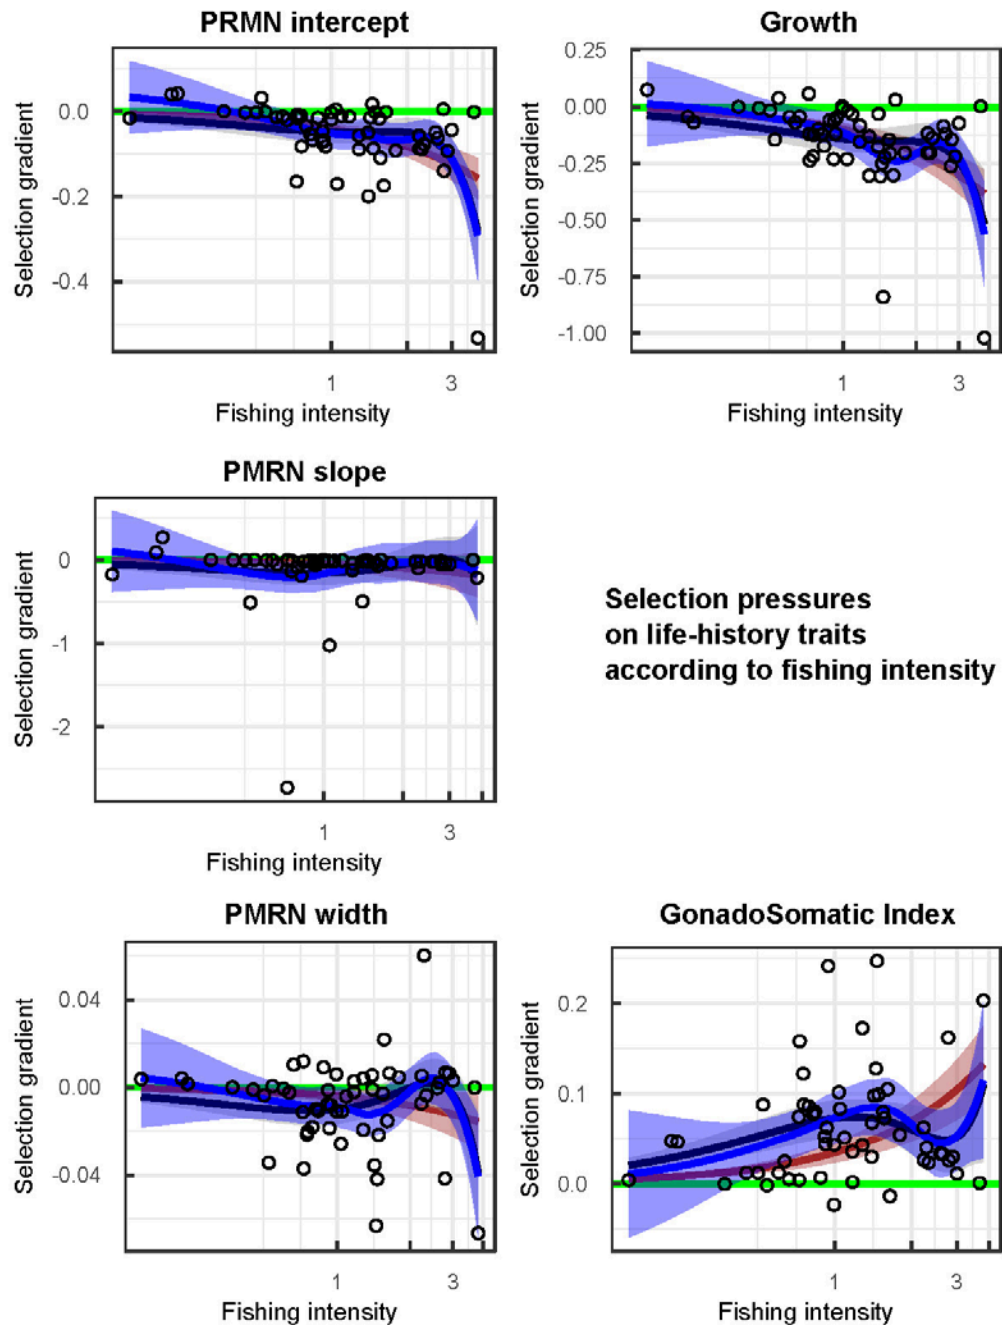 PRMN intercept
Growth
Selection gradient
0.0
-0.2
-0.4
1
3
Fishing intensity
Selection gradient
0.25
0.00
-0.25
-0.50
-0.75
-1.00
1
3
Fishing intensity
PMRN slope
Selection gradient
0
-1
-2
1
3
Fishing intensity
Selection pressures
on life-history traits
according to fishing intensity
PMRN width
GonadoSomatic Index
Selection gradient
0.04
0.00
-0.04
1
3
Fishing intensity
Selection gradient
0.2
0.1
0.0
1
3
Fishing intensity